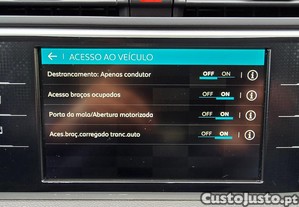 ACESSO AO VEÍCULO
Destrancamento: Apenas condutor OFF ON
Acesso braços ocupados OFF ON
Porta da mala/Abertura motorizada OFF ON
Aces.braç.carregado tranc.auto OFF ON
CustoJusto.pt